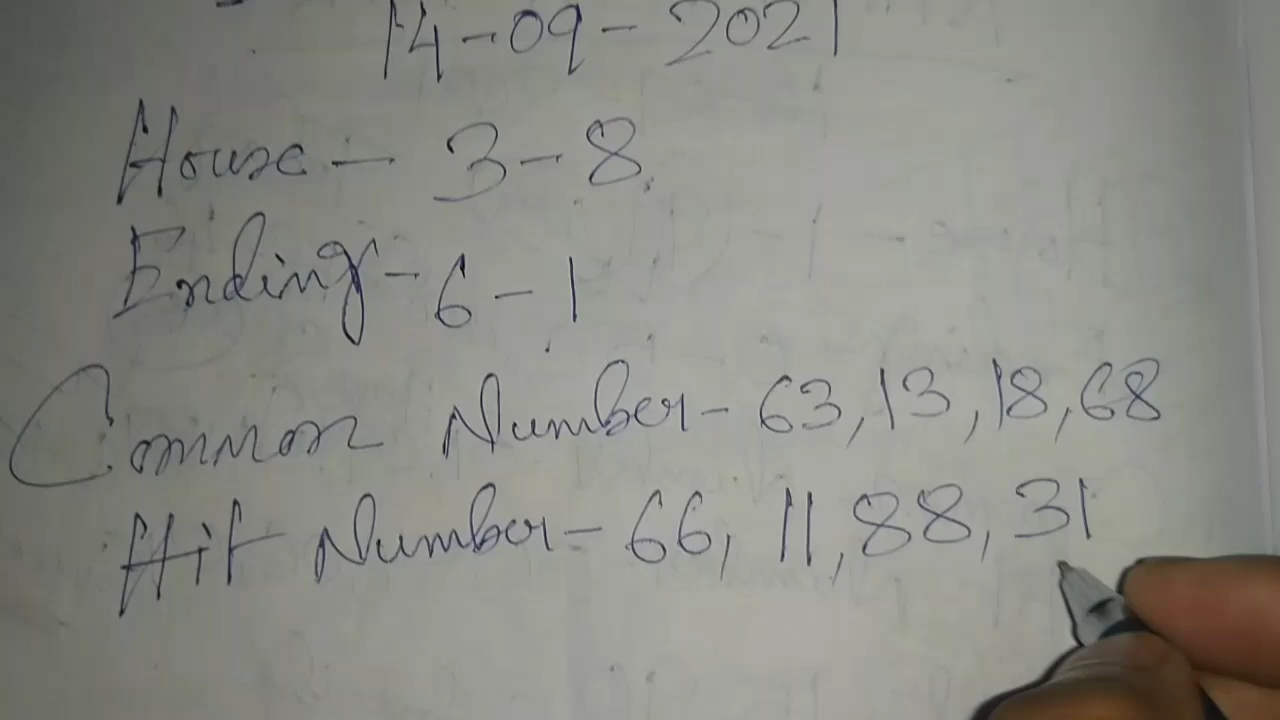 14-09-2021
House - 3-8
Ending - 6-1
Common Number - 63, 13, 18, 68
Hit Number - 66, 11, 88, 31